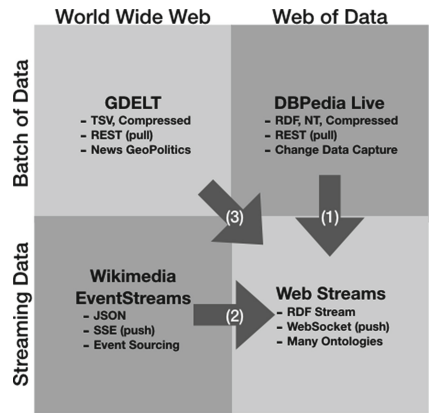 World Wide Web
Web of Data
Batch of Data
GDELT
- TSV, Compressed
- REST (pull)
- News GeoPolitics
DBPedia Live
- RDF, NT, Compressed
- REST (pull)
- Change Data Capture
(3)
(1)
Streaming Data
Wikimedia
EventStreams
- JSON
- SSE (push)
- Event Sourcing
(2)
Web Streams
- RDF Stream
- WebSocket (push)
- Many Ontologies